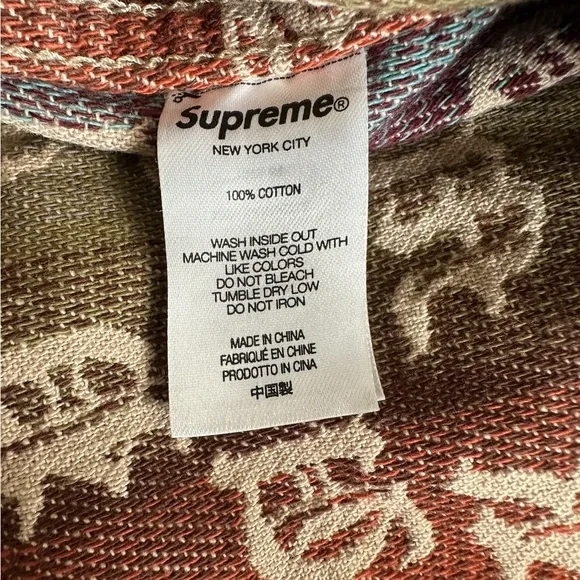 Supreme®
NEW YORK CITY
100% COTTON
WASH INSIDE OUT
MACHINE WASH COLD WITH
LIKE COLORS
DO NOT BLEACH
TUMBLE DRY LOW
DO NOT IRON
MADE IN CHINA
FABRIQUÉ EN CHINE
PRODOTTO IN CINA
中国製